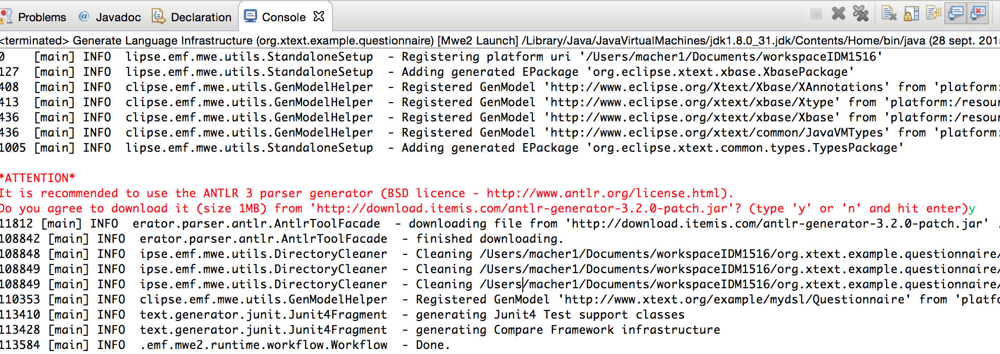 Problems @ Javadoc Declaration Console
<terminated> Generate Language Infrastructure (org.xtext.example.questionnaire) [Mwe2 Launch] /Library/Java/JavaVirtualMachines/jdk1.8.0_31.jdk/Contents/Home/bin/java (28 sept. 201
0 [main] INFO lipse.emf.mwe.utils.StandaloneSetup - Registering platform uri '/Users/macher1/Documents/workspaceIDM1516'
127 [main] INFO lipse.emf.mwe.utils.StandaloneSetup - Adding generated EPackage 'org.eclipse.xtext.xbase.XbasePackage'
408 [main] INFO clipse.emf.mwe.utils.GenModelHelper - Registered GenModel 'http://www.eclipse.org/Xtext/Xbase/XAnnotations' from 'platform:
413 [main] INFO clipse.emf.mwe.utils.GenModelHelper - Registered GenModel 'http://www.eclipse.org/xtext/xbase/Xtype' from 'platform:/resour
436 [main] INFO clipse.emf.mwe.utils.GenModelHelper - Registered GenModel 'http://www.eclipse.org/xtext/xbase/Xbase' from 'platform:/resour
436 [main] INFO clipse.emf.mwe.utils.GenModelHelper - Registered GenModel 'http://www.eclipse.org/xtext/common/JavaVMTypes' from 'platform:
1005 [main] INFO lipse.emf.mwe.utils.StandaloneSetup - Adding generated EPackage 'org.eclipse.xtext.common.types.TypesPackage'
*ATTENTION*
It is recommended to use the ANTLR 3 parser generator (BSD licence - http://www.antlr.org/license.html).
Do you agree to download it (size 1MB) from 'http://download.itemis.com/antlr-generator-3.2.0-patch.jar'? (type 'y' or 'n' and hit enter)y
11812 [main] INFO erator.parser.antlr.AntlrToolFacade - downloading file from 'http://download.itemis.com/antlr-generator-3.2.0-patch.jar' .
108842 [main] INFO erator.parser.antlr.AntlrToolFacade - finished downloading.
108848 [main] INFO ipse.emf.mwe.utils.DirectoryCleaner - Cleaning /Users/macher1/Documents/workspaceIDM1516/org.xtext.example.questionnaire/
108849 [main] INFO ipse.emf.mwe.utils.DirectoryCleaner - Cleaning /Users/macher1/Documents/workspaceIDM1516/org.xtext.example.questionnaire/
108849 [main] INFO ipse.emf.mwe.utils.DirectoryCleaner - Cleaning /Users/macher1/Documents/workspaceIDM1516/org.xtext.example.questionnaire/
110353 [main] INFO clipse.emf.mwe.utils.GenModelHelper - Registered GenModel 'http://www.xtext.org/example/mydsl/Questionnaire' from 'platfo
113410 [main] INFO text.generator.junit.Junit4Fragment - generating Junit4 Test support classes
113428 [main] INFO text.generator.junit.Junit4Fragment - generating Compare Framework infrastructure
113584 [main] INFO .emf.mwe2.runtime.workflow.Workflow - Done.